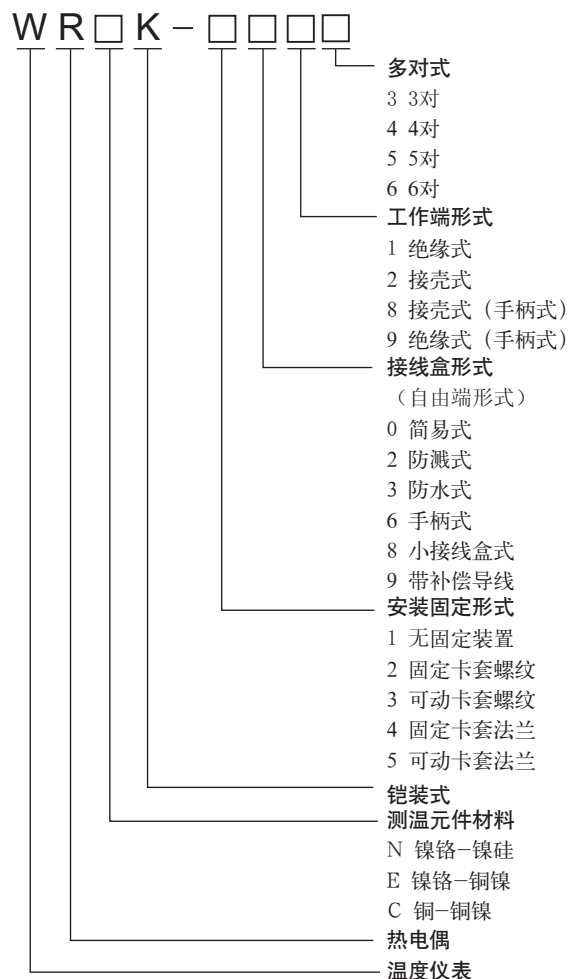 WR□K-□□□□
多对式
3 3对
4 4对
5 5对
6 6对
工作端形式
1 绝缘式
2 接壳式
8 接壳式（手柄式）
9 绝缘式（手柄式）
接线盒形式
（自由端形式）
0 简易式
2 防溅式
3 防水式
6 手柄式
8 小接线盒式
9 带补偿导线
安装固定形式
1 无固定装置
2 固定卡套螺纹
3 可动卡套螺纹
4 固定卡套法兰
5 可动卡套法兰
铠装式
测温元件材料
N 镍铬-镍硅
E 镍铬-铜镍
C 铜-铜镍
热电偶
温度仪表